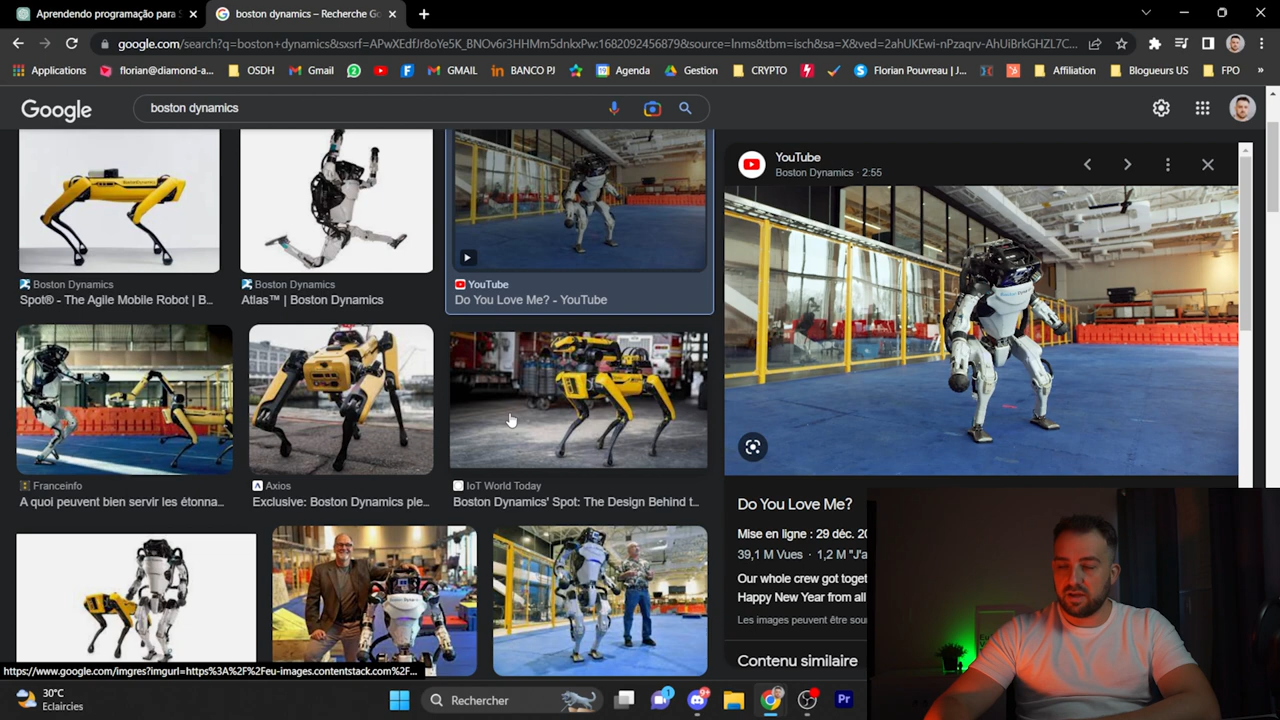 Aprendendo programação para S
boston dynamics – Recherche Go
google.com/search?q=boston+dynamics&sxsrf=APwXEdfJr8oYe5K_BNOv6r3HHMm5dnkxPw:1682092456879&source=lnms&tbm=isch&sa=X&ved=2ahUKEwi-nPzaqrv-AhUiBrkGHZL7C...
Applications
florian@diamond-a...
OSDH
Gmail
GMAIL
BANCO PJ
Agenda
Gestion
CRYPTO
Florian Pouvreau | J...
Affiliation
Blogueurs US
FPO
»
Google
boston dynamics
Boston Dynamics
Spot® - The Agile Mobile Robot | B...
Boston Dynamics
Atlas™ | Boston Dynamics
YouTube
Do You Love Me? - YouTube
Franceinfo
A quoi peuvent bien servir les étonna...
Axios
Exclusive: Boston Dynamics ple...
IoT World Today
Boston Dynamics' Spot: The Design Behind t...
YouTube
Boston Dynamics · 2:55
Do You Love Me?
Mise en ligne : 29 déc. 20
39,1 M Vues · 1,2 M "J'a
Our whole crew got toget
Happy New Year from all
Les images peuvent être sou
Contenu similaire
https://www.google.com/imgres?imgurl=https%3A%2F%2Feu-images.contentstack.com%2F...
30°C
Eclaircies
Rechercher
1
9+
Pr